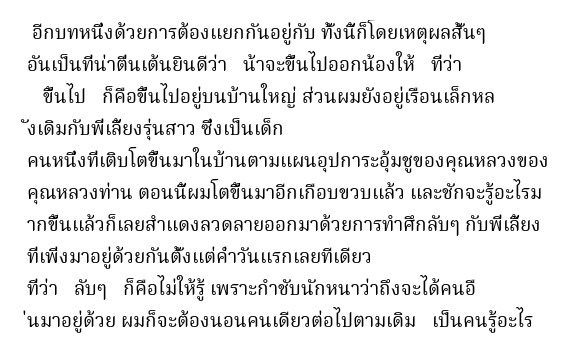 อีกบทหนึ่งด้วยการต้องแยกกันอยู่กับ ทั้งนี้ก็โดยเหตุผลสั้นๆ
อันเป็นที่น่าตื่นเต้นยินดีว่า น้าจะขึ้นไปออกน้องให้ ที่ว่า
ขึ้นไป ก็คือขึ้นไปอยู่บนบ้านใหญ่ ส่วนผมยังอยู่เรือนเล็กหล
ังเดิมกับพี่เลี้ยงรุ่นสาว ซึ่งเป็นเด็ก
คนหนึ่งที่เติบโตขึ้นมาในบ้านตามแผนอุปการะอุ้มชูของคุณหลวงของ
คุณหลวงท่าน ตอนนี้ผมโตขึ้นมาอีกเกือบขวบแล้ว และชักจะรู้อะไรม
ากขึ้นแล้วก็เลยสำแดงลวดลายออกมาด้วยการทำศึกลับๆ กับพี่เลี้ยง
ที่เพิ่งมาอยู่ด้วยกันตั้งแต่ค่ำวันแรกเลยทีเดียว
ที่ว่า ลับๆ ก็คือไม่ให้รู้ เพราะกำชับนักหนาว่าถึงจะได้คนอื
่นมาอยู่ด้วย ผมก็จะต้องนอนคนเดียวต่อไปตามเดิม เป็นคนรู้อะไร